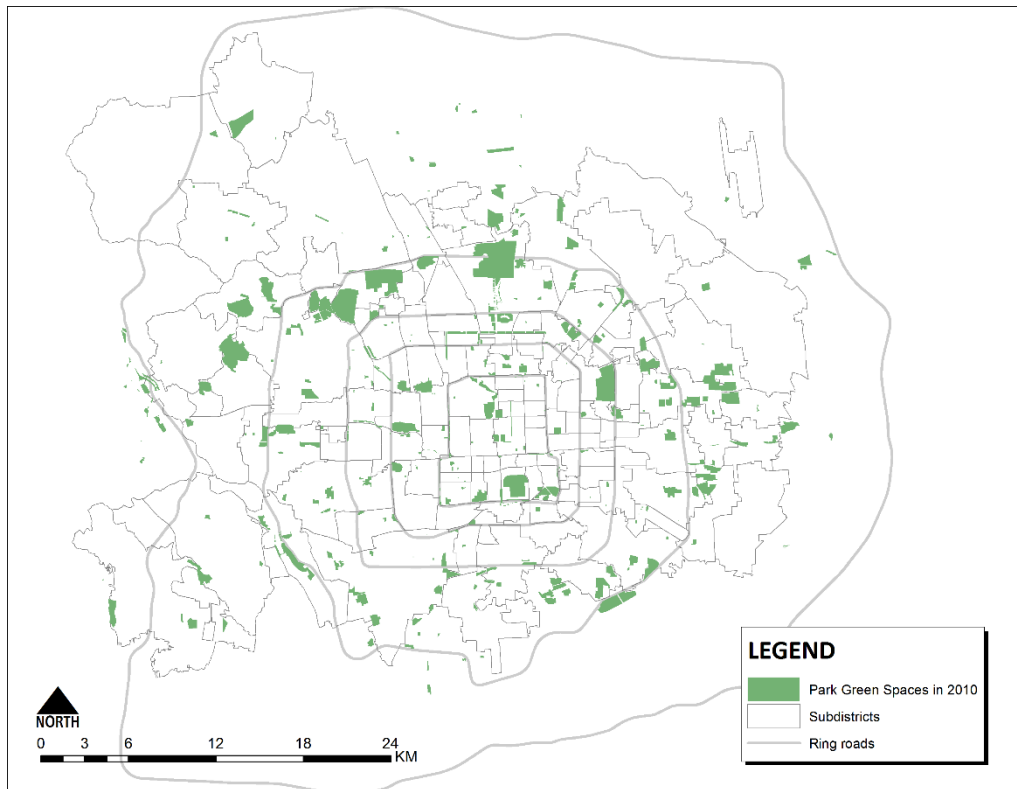 LEGEND
Park Green Spaces in 2010
Subdistricts
Ring roads
NORTH
0 3 6 12 18 24
KM